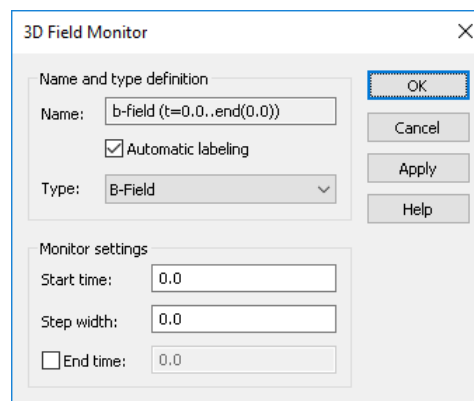 3D Field Monitor
Name and type definition
Name: b-field (t=0.0..end(0.0))
Automatic labeling
Type: B-Field
OK
Cancel
Apply
Help
Monitor settings
Start time: 0.0
Step width: 0.0
End time: 0.0